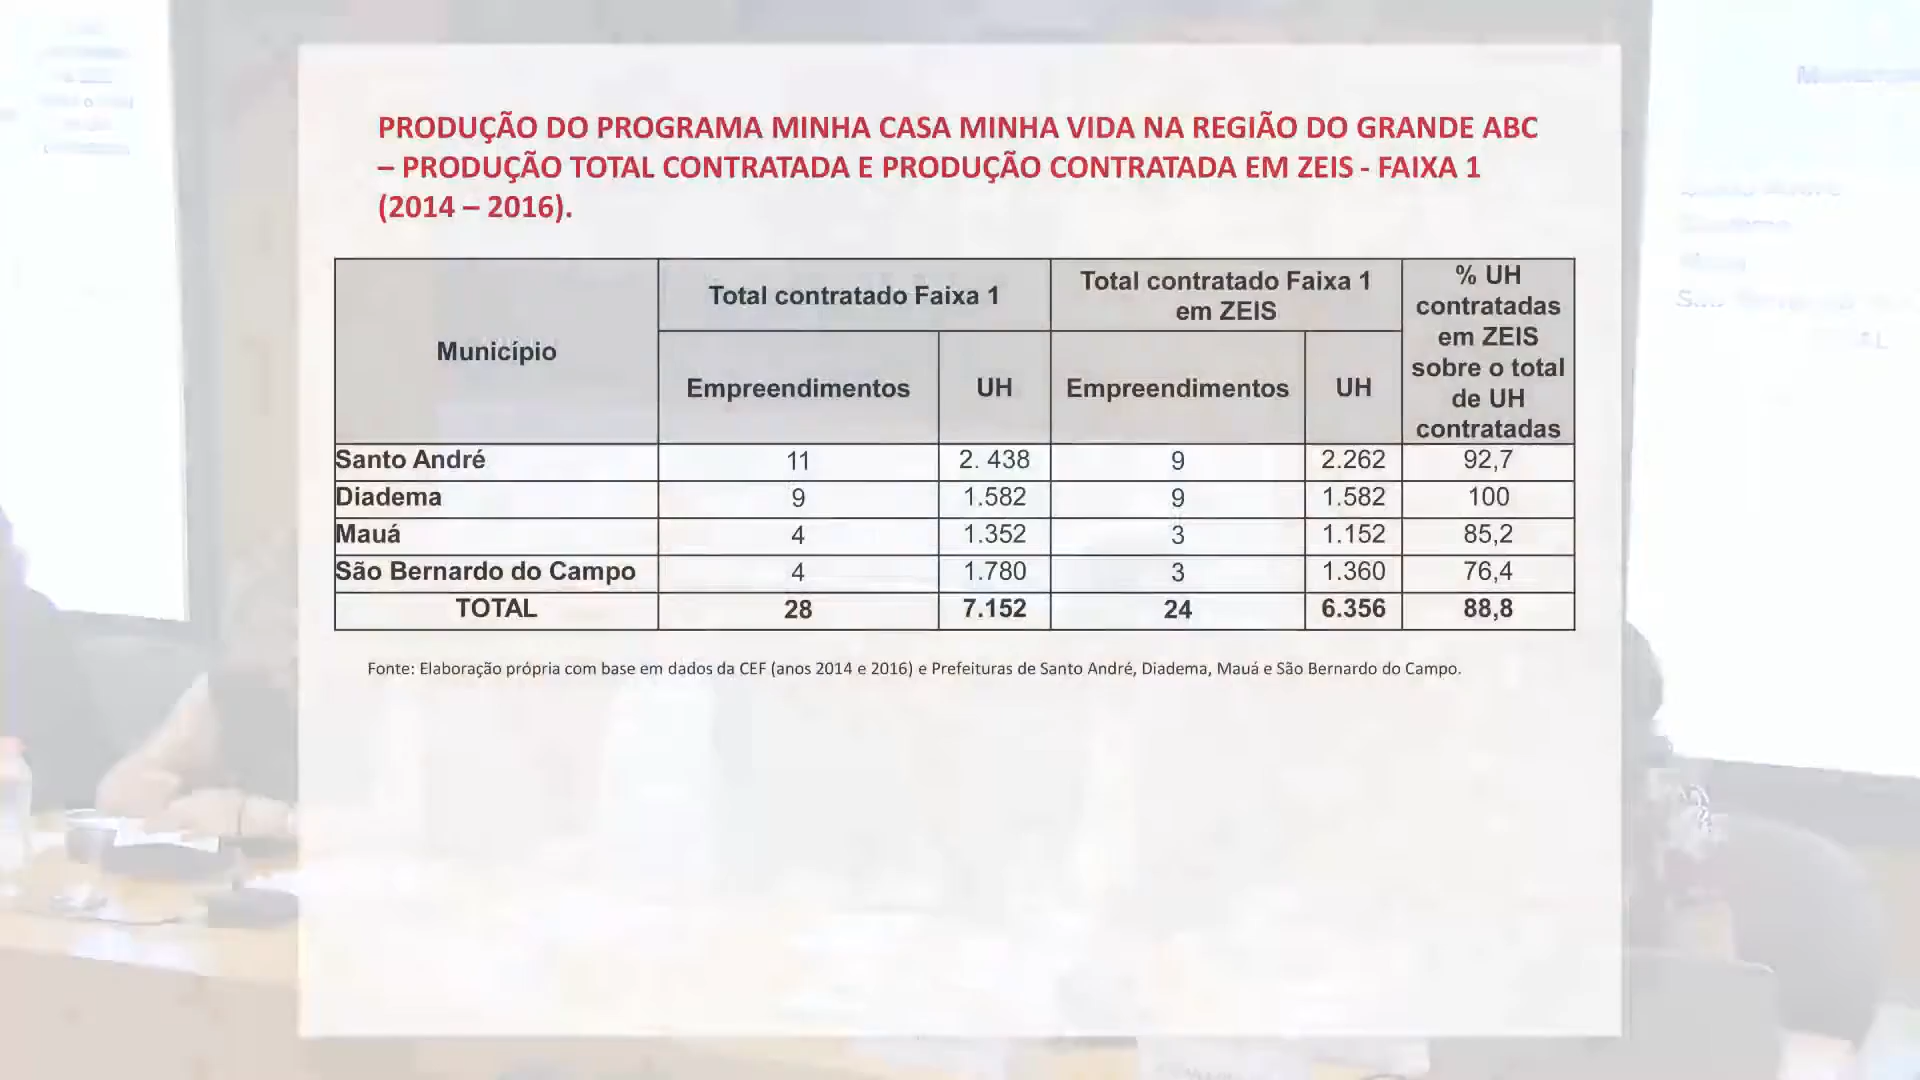 PRODUÇÃO DO PROGRAMA MINHA CASA MINHA VIDA NA REGIÃO DO GRANDE ABC
– PRODUÇÃO TOTAL CONTRATADA E PRODUÇÃO CONTRATADA EM ZEIS - FAIXA 1
(2014 – 2016).
Município
Total contratado Faixa 1
Total contratado Faixa 1
em ZEIS
% UH
contratadas
em ZEIS
sobre o total
de UH
contratadas
Empreendimentos UH Empreendimentos UH
Santo André 11 2. 438 9 2.262 92,7
Diadema 9 1.582 9 1.582 100
Mauá 4 1.352 3 1.152 85,2
São Bernardo do Campo 4 1.780 3 1.360 76,4
TOTAL 28 7.152 24 6.356 88,8
Fonte: Elaboração própria com base em dados da CEF (anos 2014 e 2016) e Prefeituras de Santo André, Diadema, Mauá e São Bernardo do Campo.